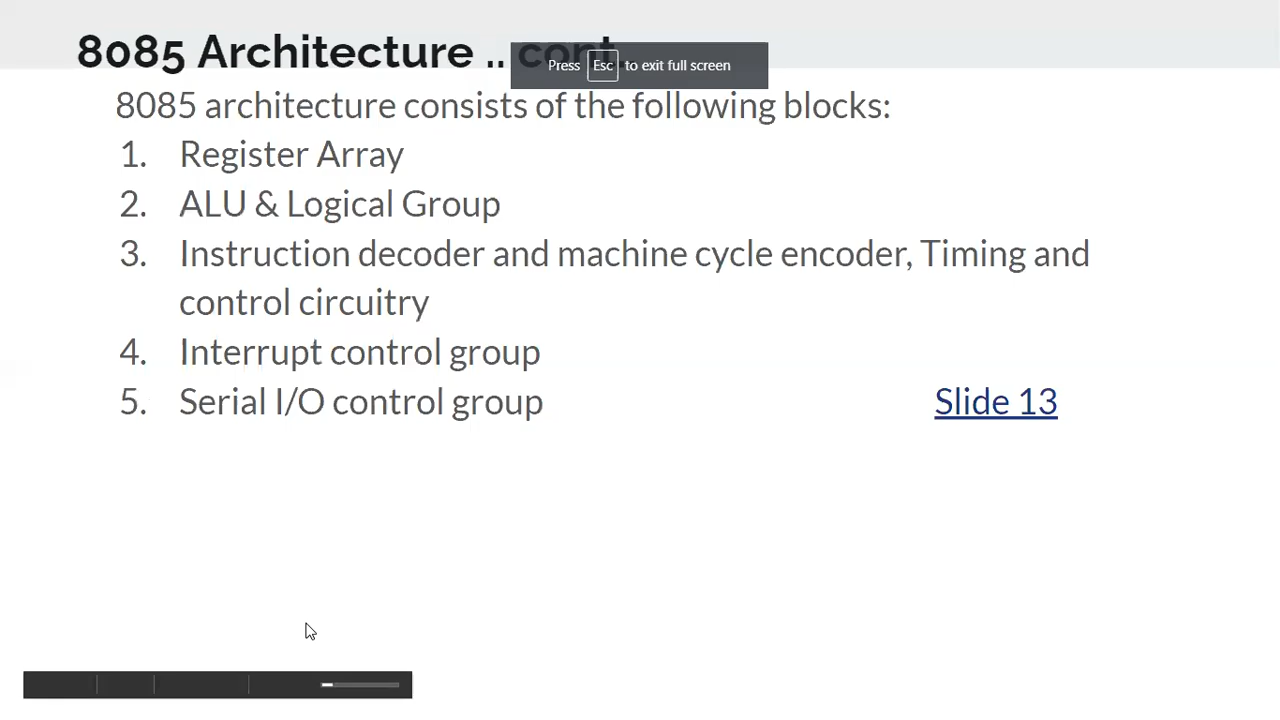 8085 Architecture .. cont.
Press Esc to exit full screen
8085 architecture consists of the following blocks:
1. Register Array
2. ALU & Logical Group
3. Instruction decoder and machine cycle encoder, Timing and
control circuitry
4. Interrupt control group
5. Serial I/O control group
Slide 13